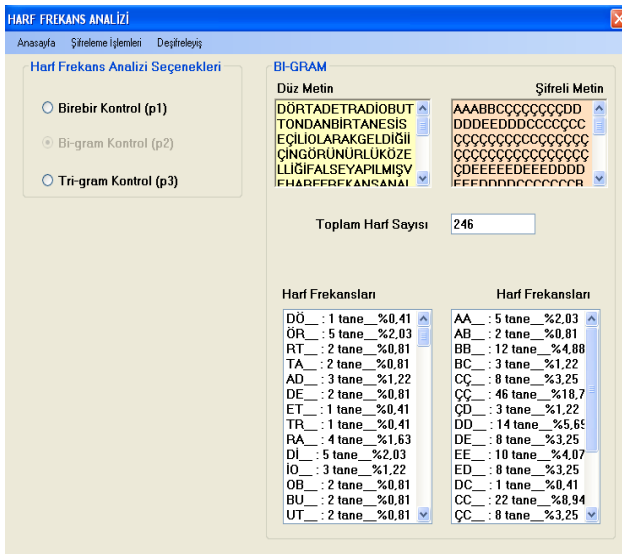 HARF FREKANS ANALİZİ
Anasayfa Şifreleme İşlemleri Deşifreleyiş
Harf Frekans Analizi Seçenekleri
Birebir Kontrol (p1)
Bi-gram Kontrol (p2)
Tri-gram Kontrol (p3)
BI-GRAM
Düz Metin
DÖRTADETRADİOBUT
TONDANBİRTANESİS
EÇİLİOLARAKGELDİĞİİ
ÇİNGÖRÜNÜRLÜKÖZE
LLİĞİFALSEYAPILMIŞV
EHARFFREKANSANAL
Şifreli Metin
AAABBCÇÇÇÇÇÇÇDD
DDDEEDDDCCCCÇCC
ÇÇÇÇÇÇÇÇCÇÇÇÇÇÇ
ÇÇÇÇÇÇÇÇÇÇÇÇÇÇÇ
ÇDEEEEEDEEEDDDD
Toplam Harf Sayısı 246
Harf Frekansları
DÖ__ : 1 tane__%0,41
ÖR__ : 5 tane__%2,03
RT__ : 2 tane__%0,81
TA__ : 2 tane__%0,81
AD__ : 3 tane__%1,22
DE__ : 2 tane__%0,81
ET__ : 1 tane__%0,41
TR__ : 1 tane__%0,41
RA__ : 4 tane__%1,63
Dİ__ : 5 tane__%2,03
İO__ : 3 tane__%1,22
OB__ : 2 tane__%0,81
BU__ : 2 tane__%0,81
UT__ : 2 tane__%0,81
Harf Frekansları
AA__ : 5 tane__%2,03
AB__ : 2 tane__%0,81
BB__ : 12 tane__%4,88
BC__ : 3 tane__%1,22
CÇ__ : 8 tane__%3,25
ÇÇ__ : 46 tane__%18,7
ÇD__ : 3 tane__%1,22
DD__ : 14 tane__%5,69
DE__ : 8 tane__%3,25
EE__ : 10 tane__%4,07
ED__ : 8 tane__%3,25
DC__ : 1 tane__%0,41
CC__ : 22 tane__%8,94
ÇC__ : 8 tane__%3,25